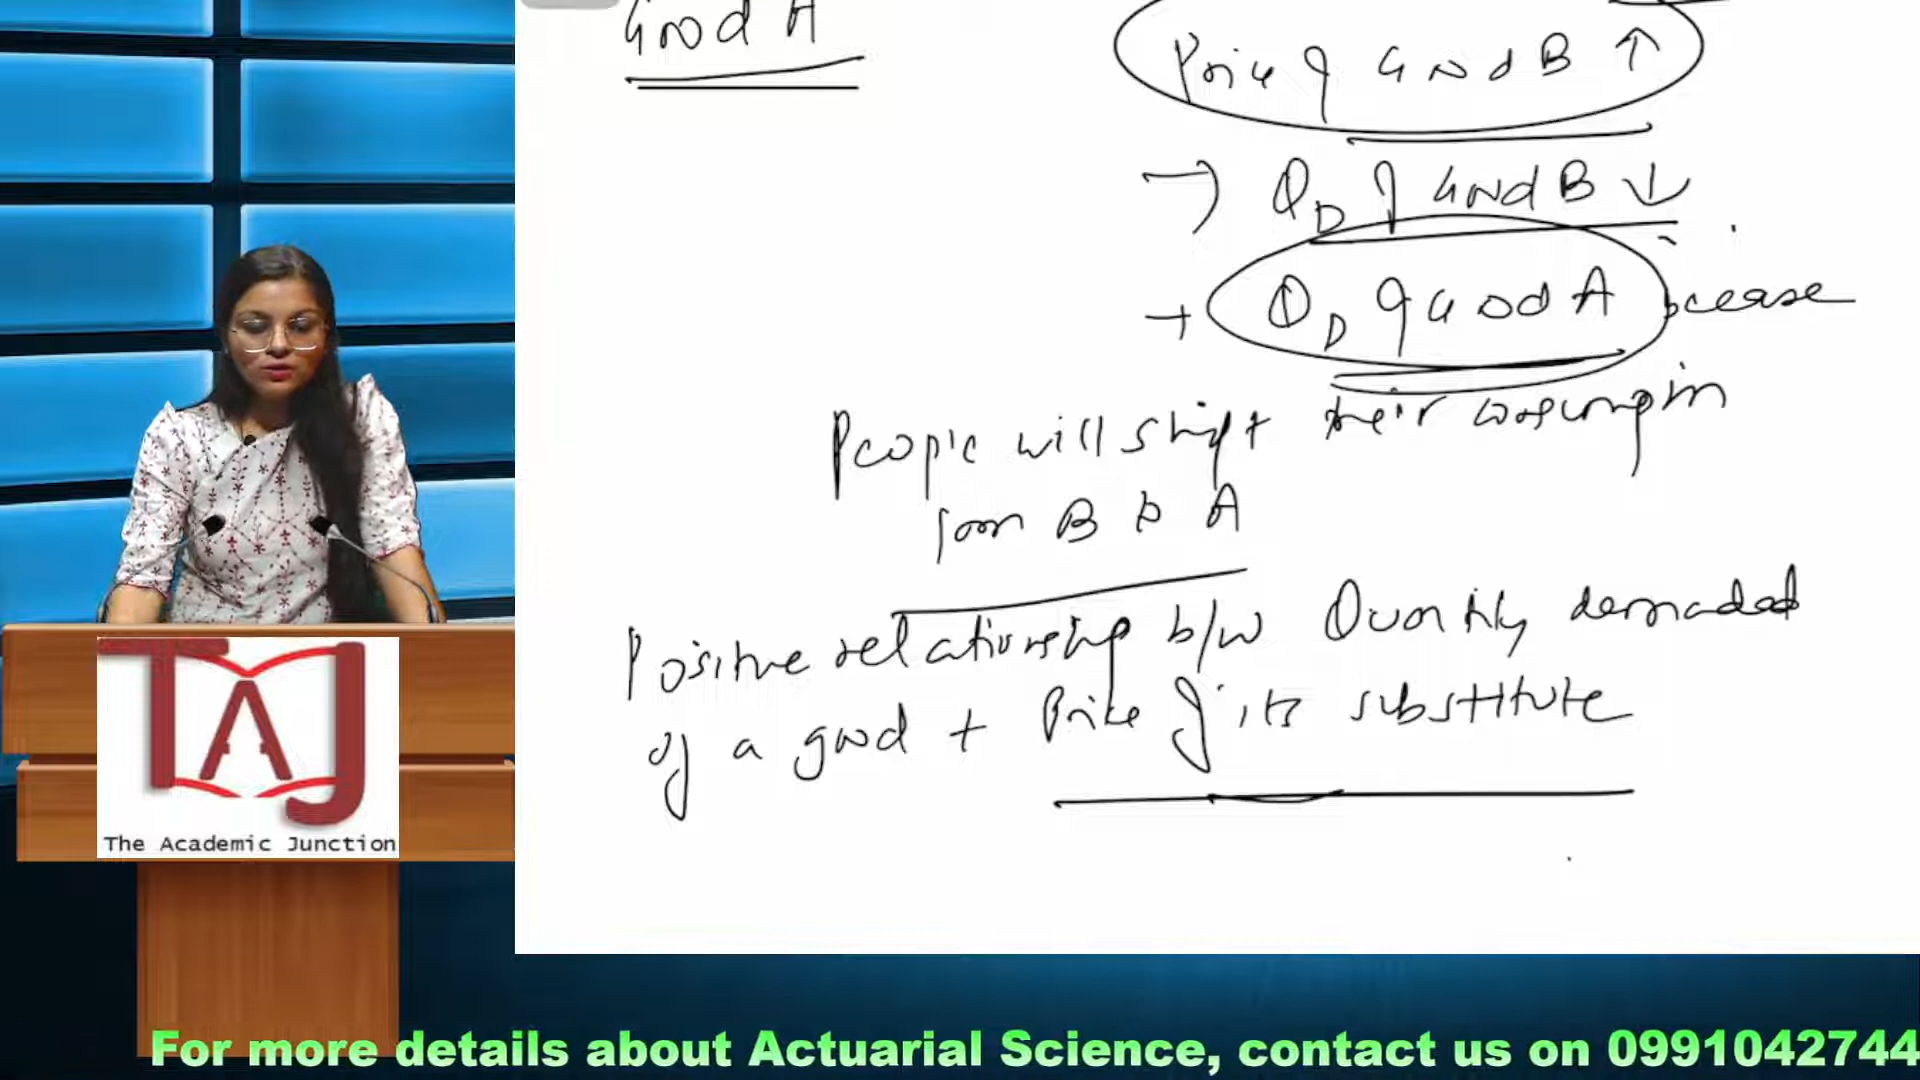 Good A
Price of Good B ↑
→ QD of Good B ↓
→ QD of Good A increase
People will shift their consumption
from B to A
Positive relationship b/w Quantity demanded
of a good + Price of its substitute
TAJ
The Academic Junction
For more details about Actuarial Science, contact us on 0991042744